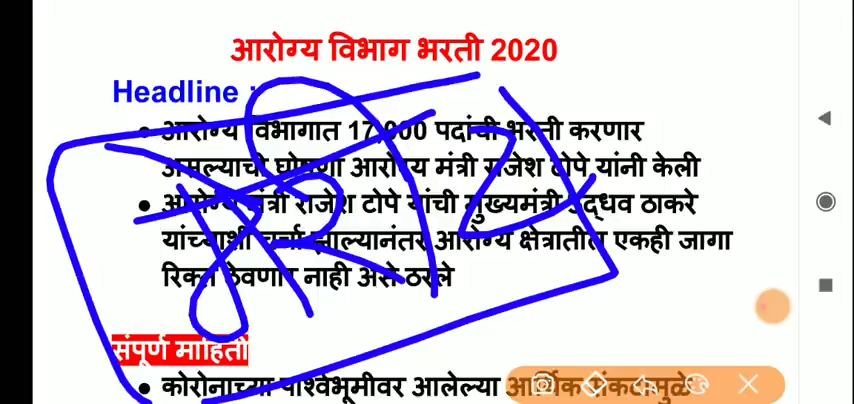 आरोग्य विभाग भरती 2020
Headline :
• आरोग्य विभागात 17,000 पदांची भरती करणार
असल्याची घोषणा आरोग्य मंत्री राजेश टोपे यांनी केली
• आरोग्य मंत्री राजेश टोपे यांची मुख्यमंत्री उद्धव ठाकरे
यांच्याशी चर्चा झाल्यानंतर आरोग्य क्षेत्रातील एकही जागा
रिक्त ठेवणार नाही असे ठरले
संपूर्ण माहिती
• कोरोनाच्या पार्श्वभूमीवर आलेल्या आर्थिक संकटामुळे